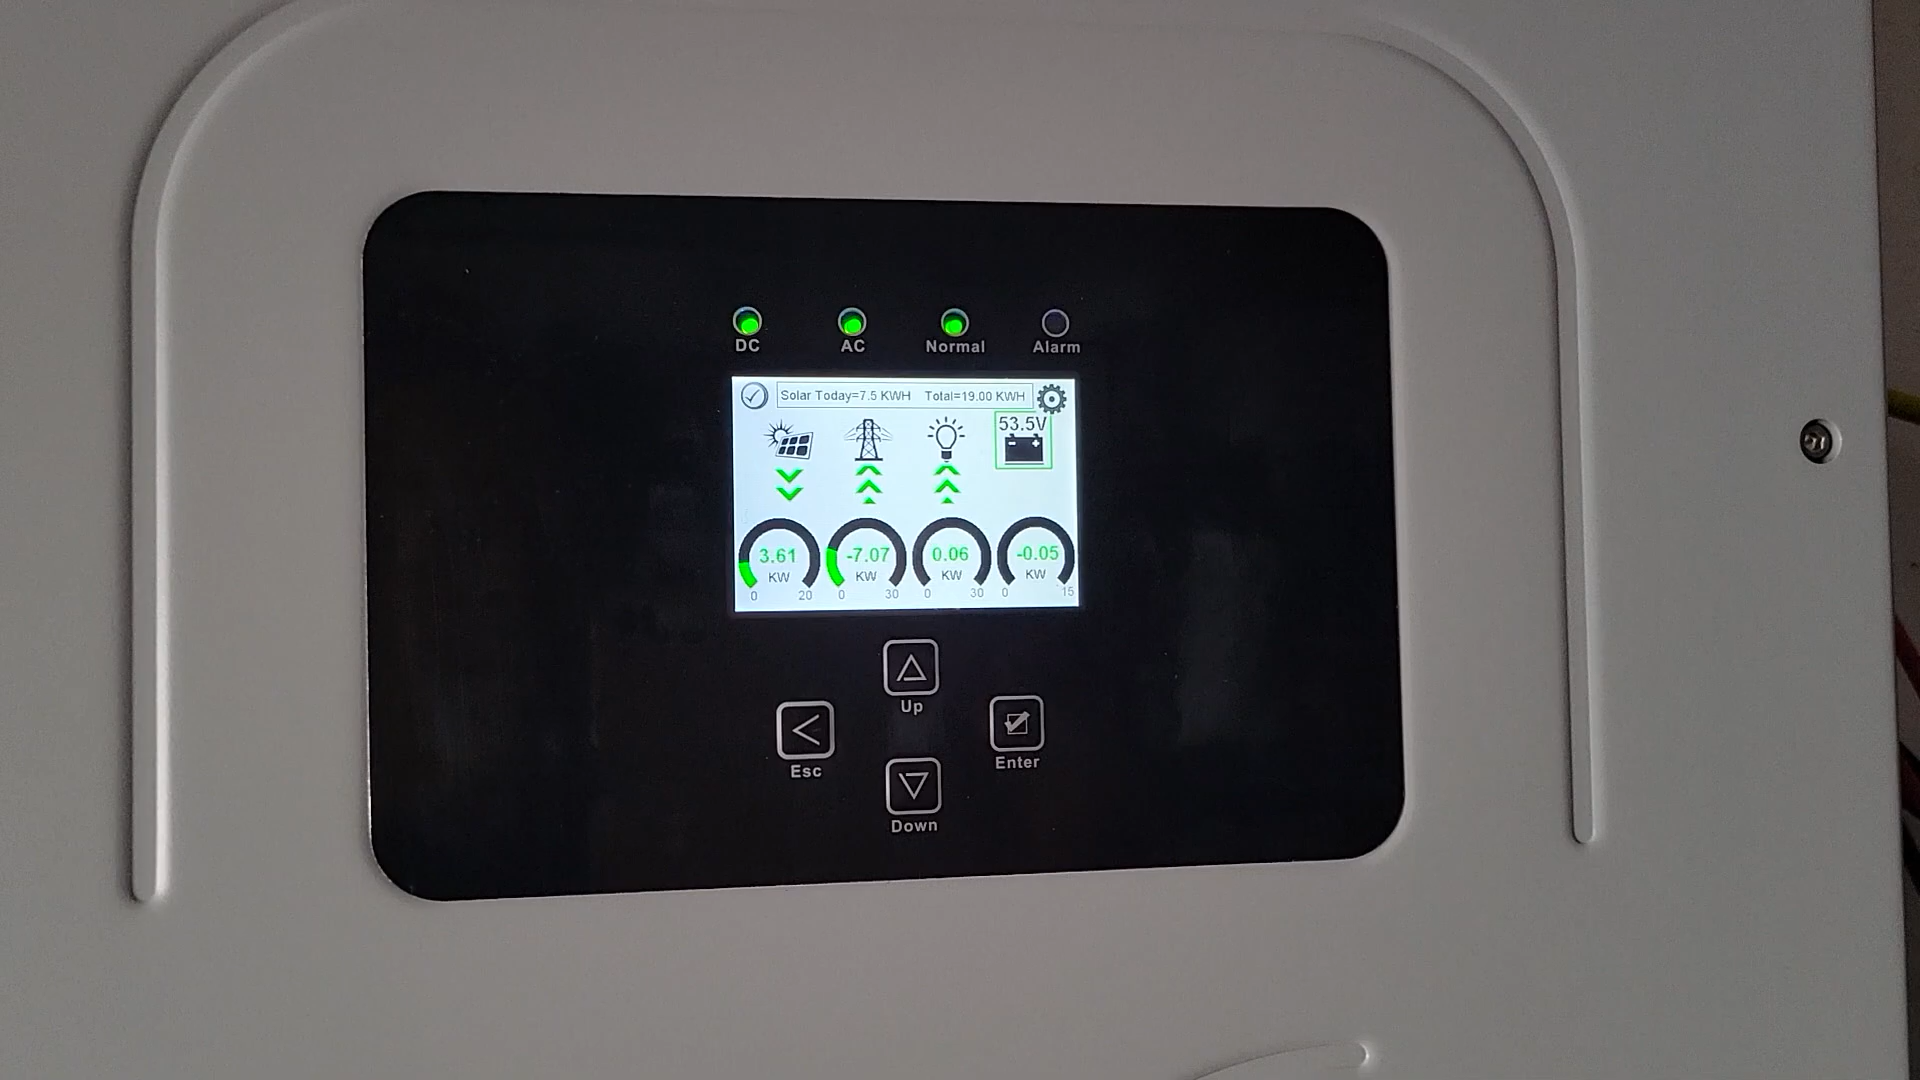 DC AC Normal Alarm
Solar Today=7.5 KWH Total=19.00 KWH
53.5V
3.61 -7.07 0.06 -0.05
KW KW KW KW
0 20 0 30 0 30 0 15
Up
Esc Enter
Down